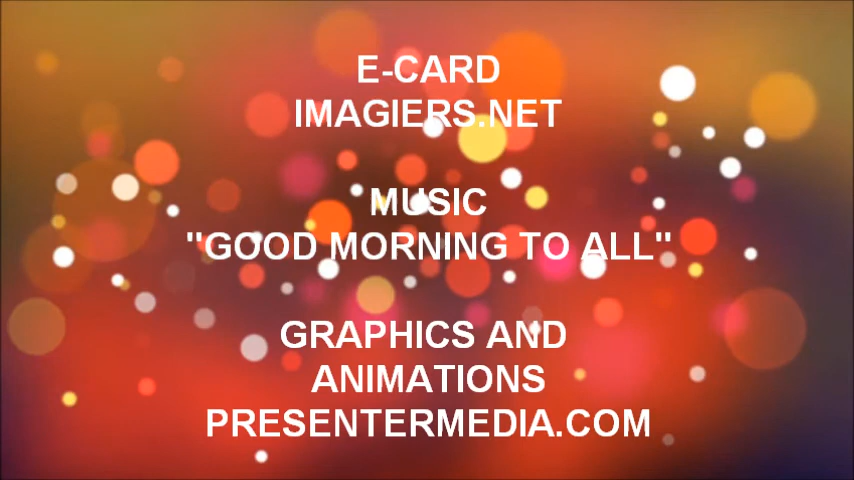 E-CARD
IMAGIERS.NET
MUSIC
"GOOD MORNING TO ALL"
GRAPHICS AND
ANIMATIONS
PRESENTERMEDIA.COM